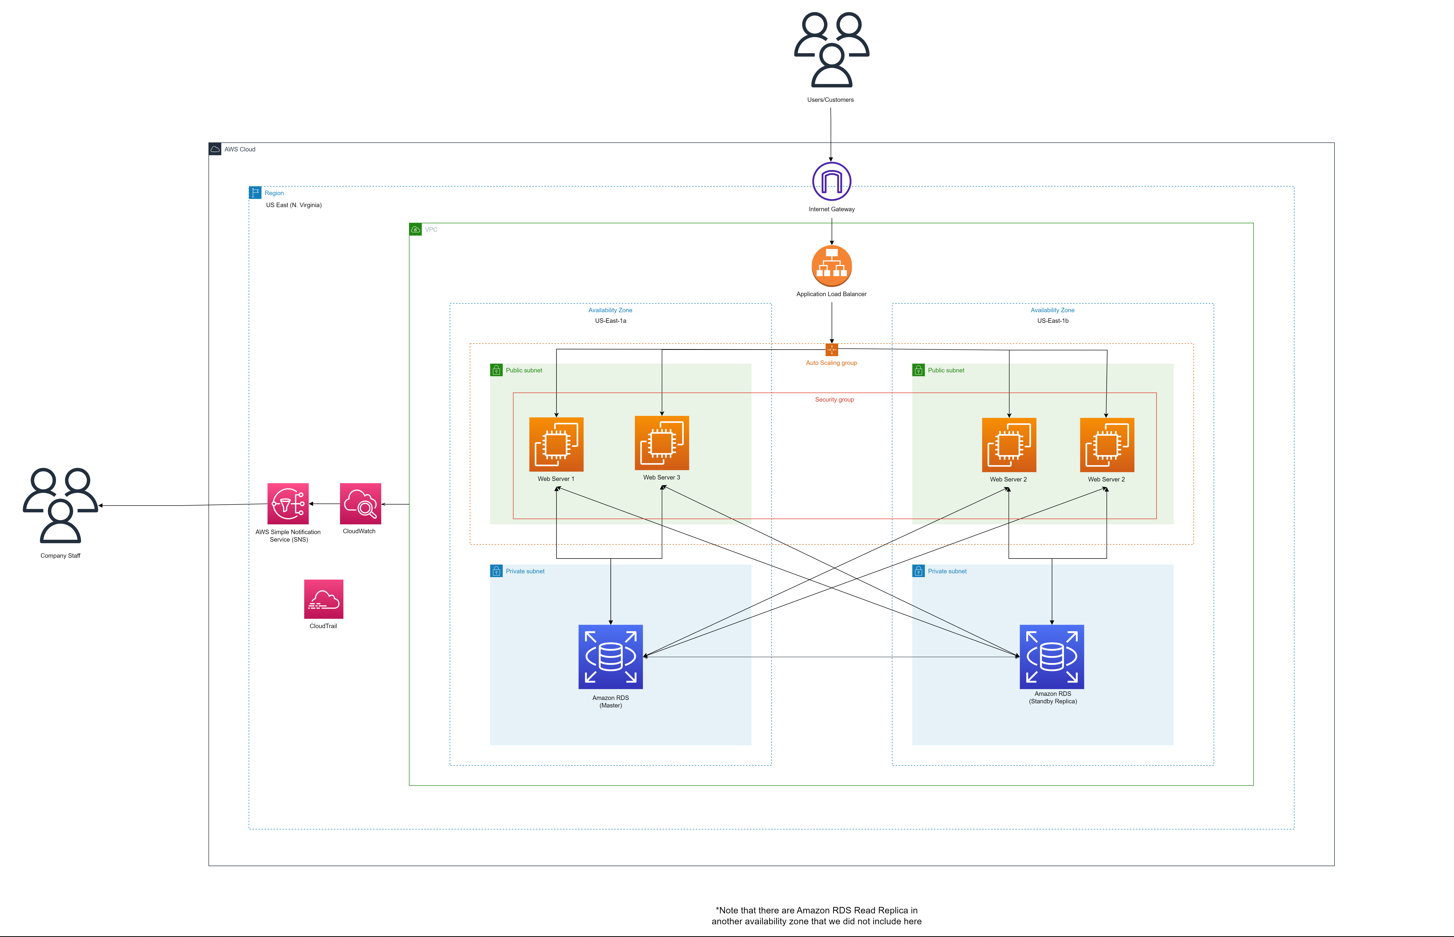 Users/Customers
AWS Cloud
Internet Gateway
Region
US East (N. Virginia)
VPC
Application Load Balancer
Availability Zone
US-East-1a
Availability Zone
US-East-1b
Auto Scaling group
Public subnet
Public subnet
Security group
Web Server 1
Web Server 3
Web Server 2
Web Server 2
AWS Simple Notification
Service (SNS)
CloudWatch
Company Staff
CloudTrail
Private subnet
Private subnet
Amazon RDS
(Master)
Amazon RDS
(Standby Replica)
*Note that there are Amazon RDS Read Replica in
another availability zone that we did not include here